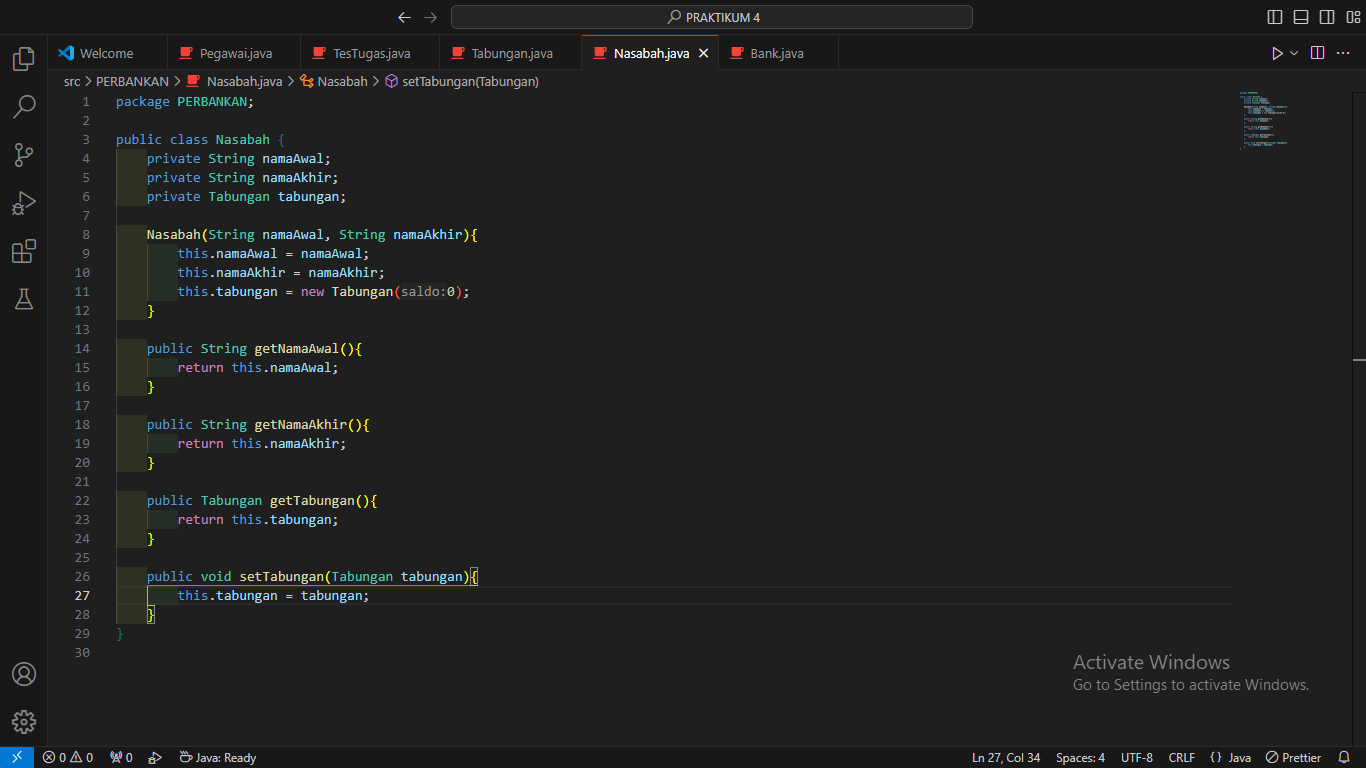 PRAKTIKUM 4
Welcome Pegawai.java TesTugas.java Tabungan.java Nasabah.java Bank.java
src > PERBANKAN > Nasabah.java > Nasabah > setTabungan(Tabungan)
1 package PERBANKAN;
2
3 public class Nasabah {
4 private String namaAwal;
5 private String namaAkhir;
6 private Tabungan tabungan;
7
8 Nasabah(String namaAwal, String namaAkhir){
9 this.namaAwal = namaAwal;
10 this.namaAkhir = namaAkhir;
11 this.tabungan = new Tabungan(saldo:0);
12 }
13
14 public String getNamaAwal(){
15 return this.namaAwal;
16 }
17
18 public String getNamaAkhir(){
19 return this.namaAkhir;
20 }
21
22 public Tabungan getTabungan(){
23 return this.tabungan;
24 }
25
26 public void setTabungan(Tabungan tabungan){
27 this.tabungan = tabungan;
28 }
29 }
30
Activate Windows
Go to Settings to activate Windows.
0 0 0 Java: Ready Ln 27, Col 34 Spaces: 4 UTF-8 CRLF {} Java Prettier